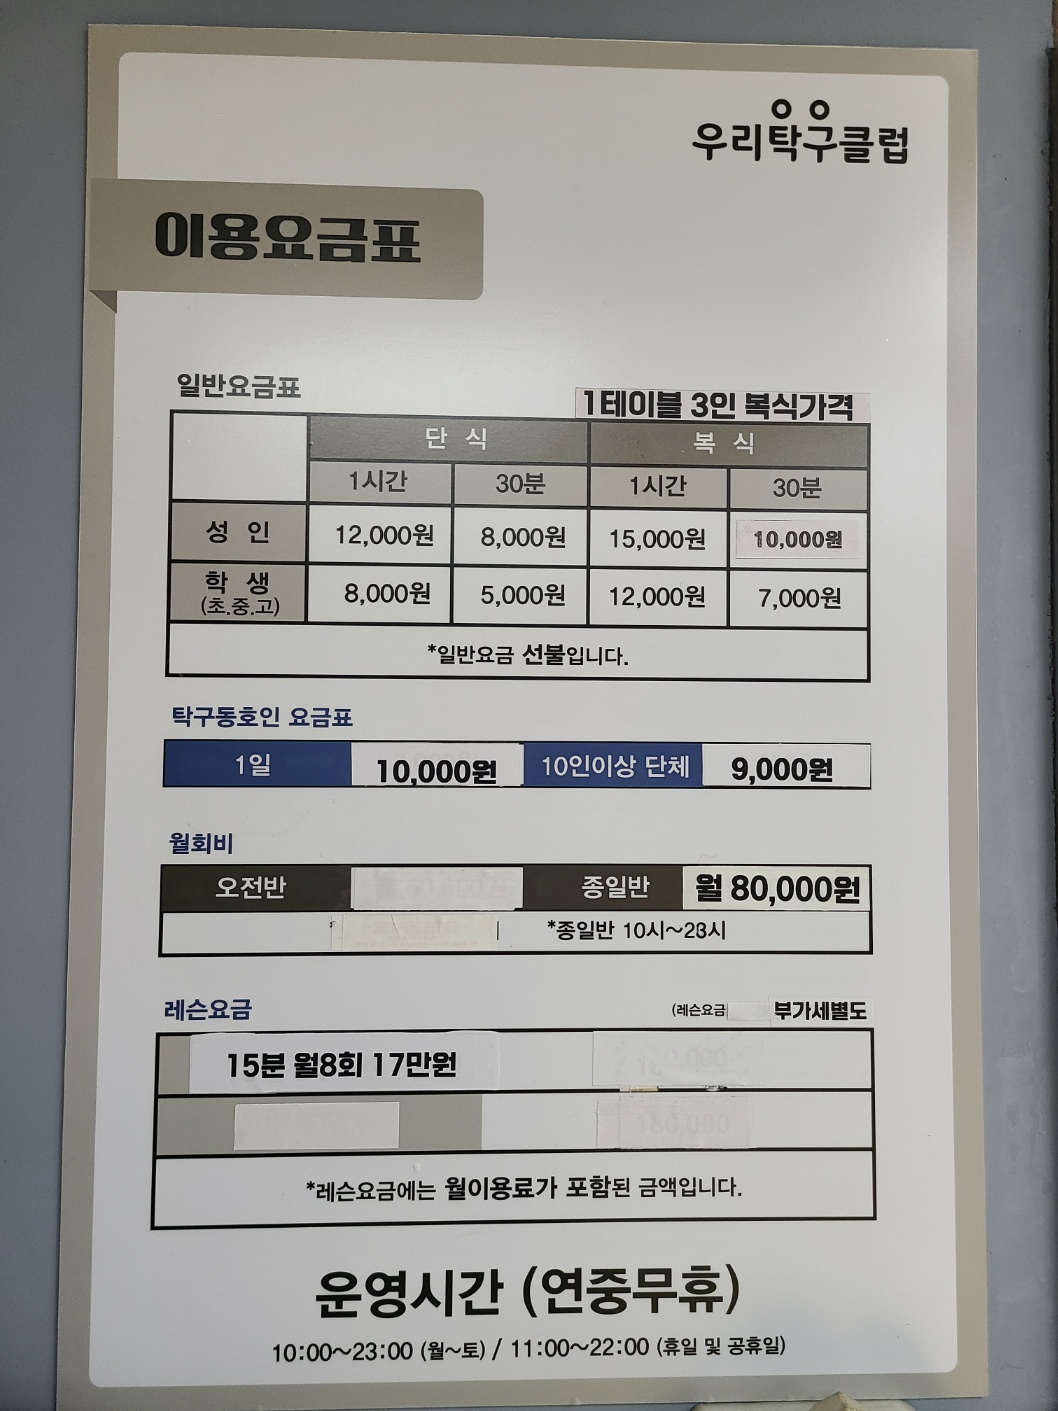 우리탁구클럽
이용요금표
일반요금표
1테이블 3인 복식가격
단 식 복 식
1시간 30분 1시간 30분
성 인 12,000원 8,000원 15,000원 10,000원
학 생 8,000원 5,000원 12,000원 7,000원
(초.중.고)
*일반요금 선불입니다.
탁구동호인 요금표
1일 10,000원 10인이상 단체 9,000원
월회비
오전반 종일반 월 80,000원
*종일반 10시~23시
레슨요금 (레슨요금 부가세별도
15분 월8회 17만원
180,000
*레슨요금에는 월이용료가 포함된 금액입니다.
운영시간 (연중무휴)
10:00~23:00 (월~토) / 11:00~22:00 (휴일 및 공휴일)